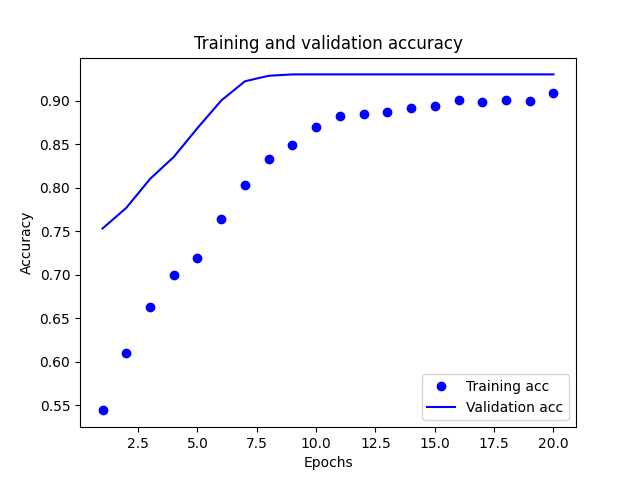 Training and validation accuracy
0.90
0.85
0.80
0.75
0.70
0.65
0.60
0.55
Accuracy
Training acc
Validation acc
2.5 5.0 7.5 10.0 12.5 15.0 17.5 20.0
Epochs